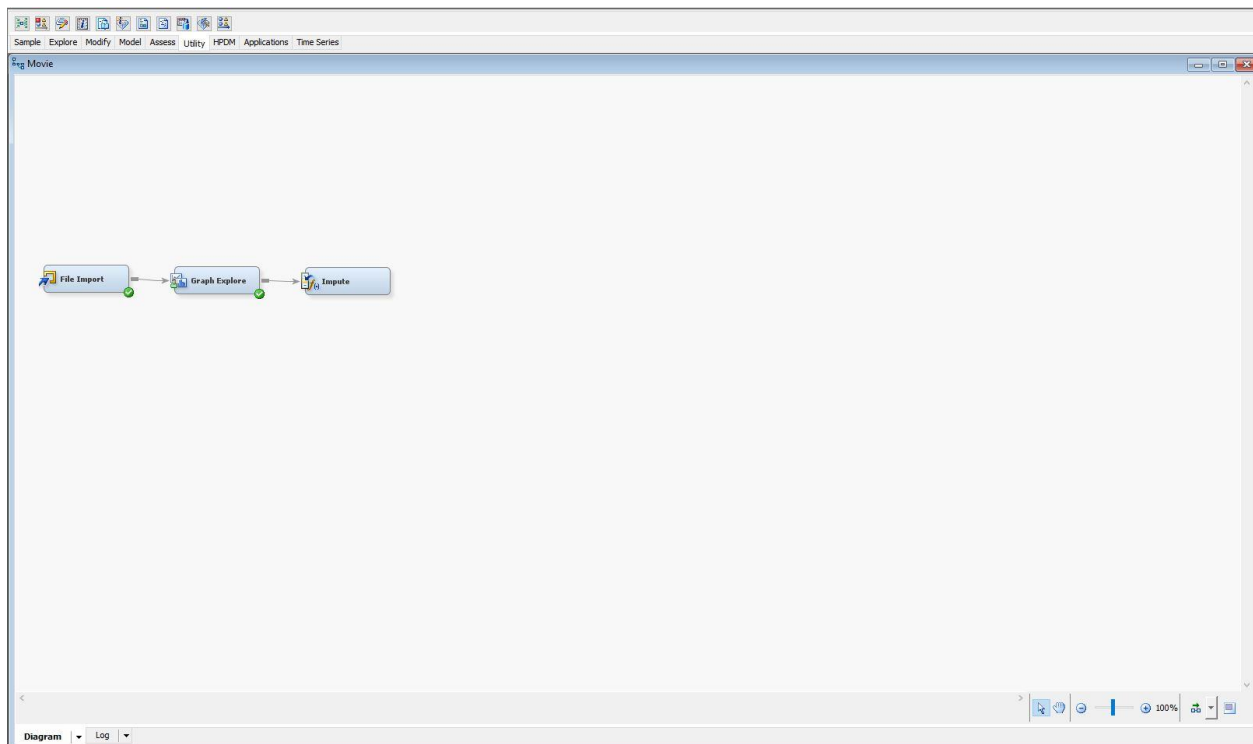 Sample Explore Modify Model Assess Utility HPDM Applications Time Series
Movie
File Import
Graph Explore
Impute
100%
Diagram Log